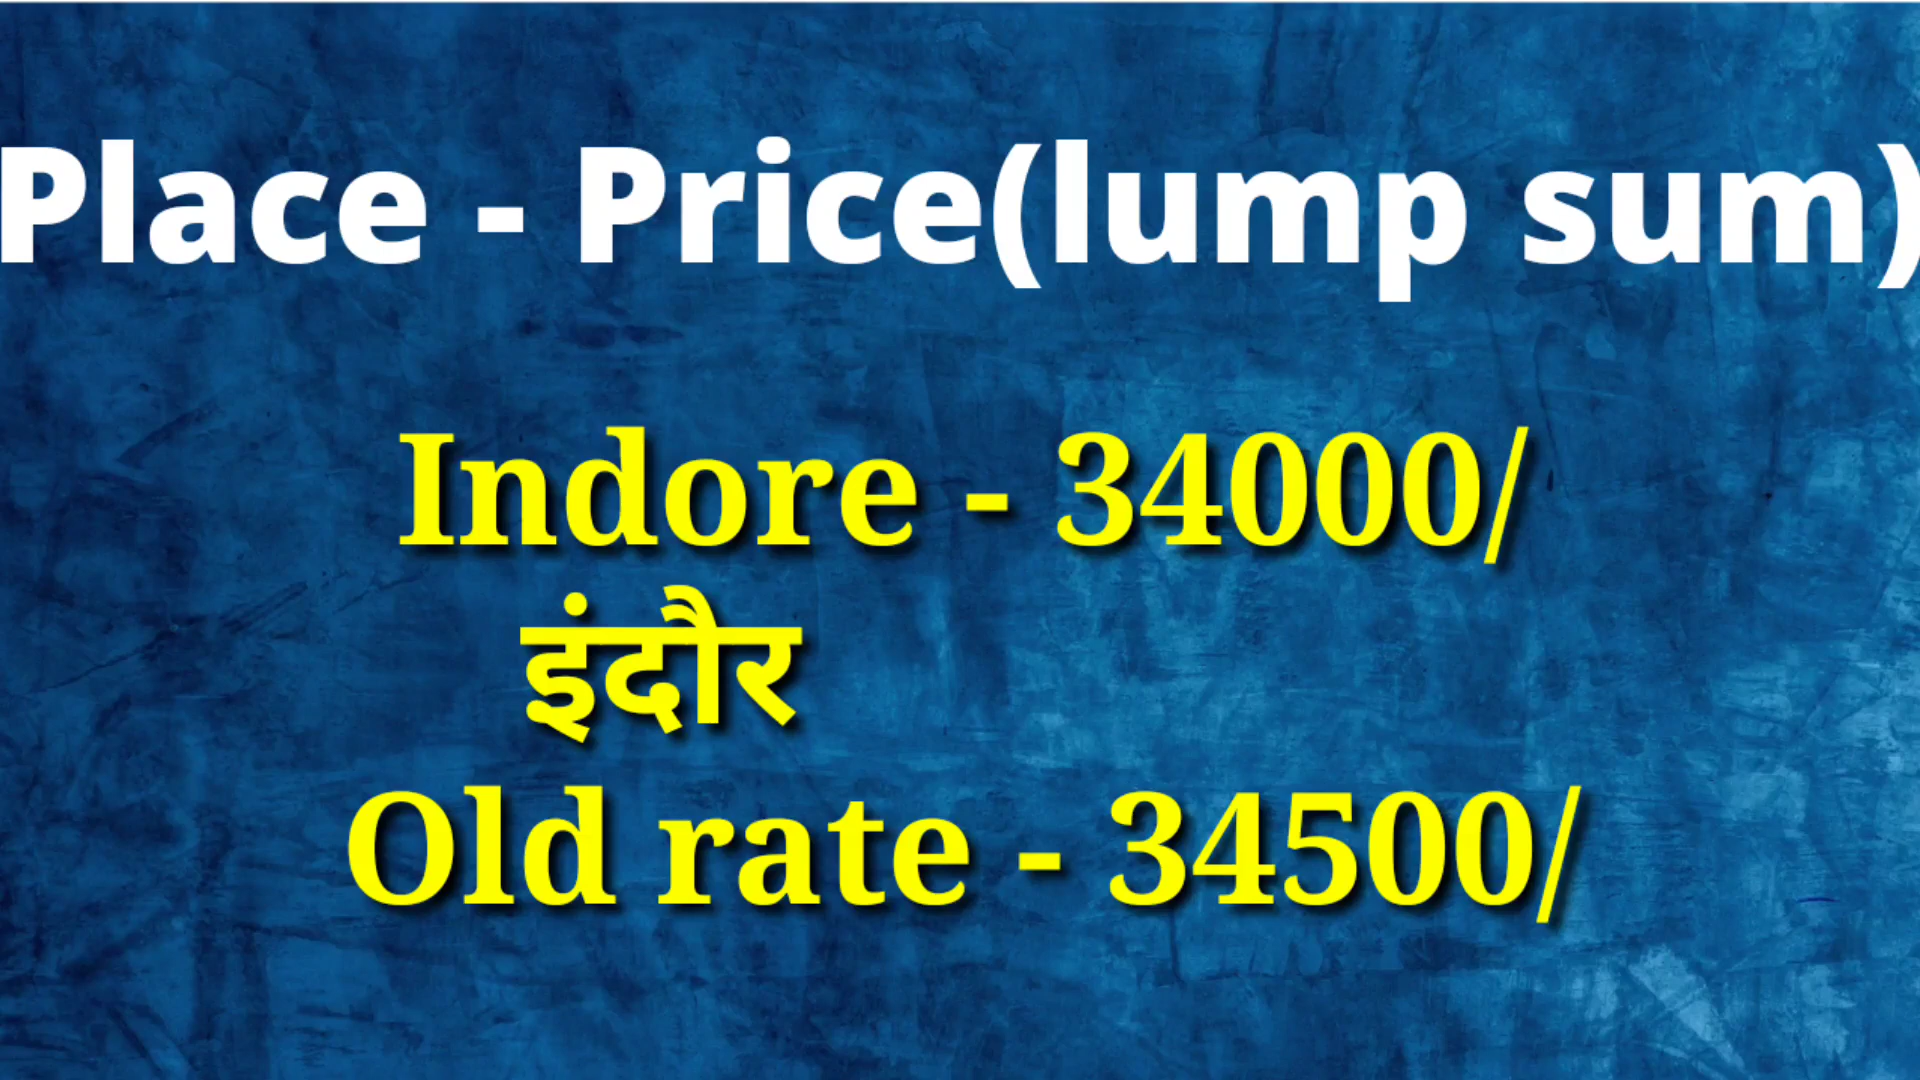 Place - Price(lump sum)
Indore - 34000/
इंदौर
Old rate - 34500/